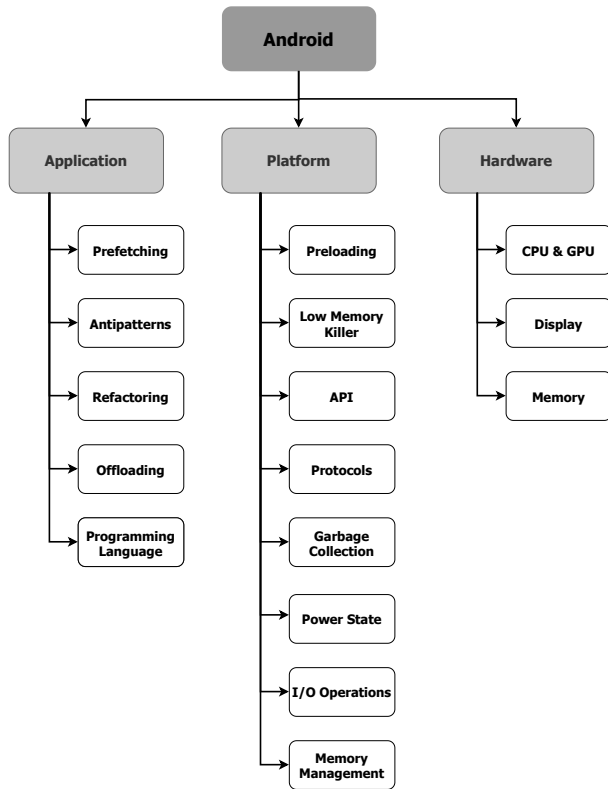 Android
Application
Platform
Hardware
Prefetching
Antipatterns
Refactoring
Offloading
Programming
Language
Preloading
Low Memory
Killer
API
Protocols
Garbage
Collection
Power State
I/O Operations
Memory
Management
CPU & GPU
Display
Memory